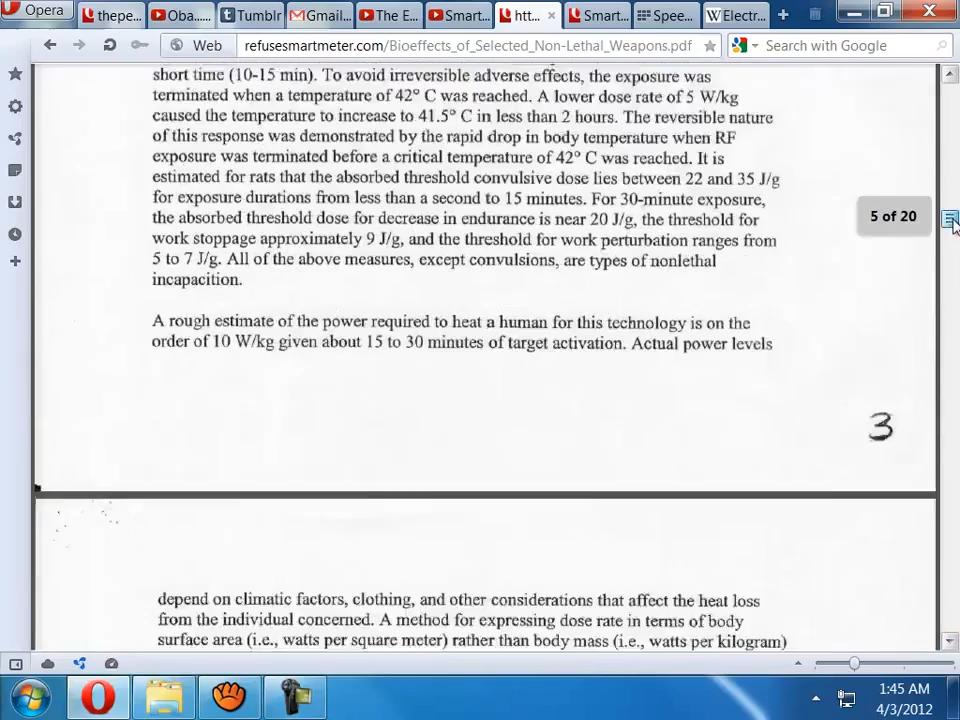 Opera
thepe...
Oba.....
Tumblr
Gmail...
The E...
Smart...
htt...
Smart...
Spee...
Electr...
Web
refusesmartmeter.com/Bioeffects_of_Selected_Non-Lethal_Weapons.pdf
Search with Google
short time (10-15 min). To avoid irreversible adverse effects, the exposure was
terminated when a temperature of 42° C was reached. A lower dose rate of 5 W/kg
caused the temperature to increase to 41.5° C in less than 2 hours. The reversible nature
of this response was demonstrated by the rapid drop in body temperature when RF
exposure was terminated before a critical temperature of 42° C was reached. It is
estimated for rats that the absorbed threshold convulsive dose lies between 22 and 35 J/g
for exposure durations from less than a second to 15 minutes. For 30-minute exposure,
the absorbed threshold dose for decrease in endurance is near 20 J/g, the threshold for
work stoppage approximately 9 J/g, and the threshold for work perturbation ranges from
5 to 7 J/g. All of the above measures, except convulsions, are types of nonlethal
incapacition.
5 of 20
A rough estimate of the power required to heat a human for this technology is on the
order of 10 W/kg given about 15 to 30 minutes of target activation. Actual power levels
3
depend on climatic factors, clothing, and other considerations that affect the heat loss
from the individual concerned. A method for expressing dose rate in terms of body
surface area (i.e., watts per square meter) rather than body mass (i.e., watts per kilogram)
1:45 AM
4/3/2012